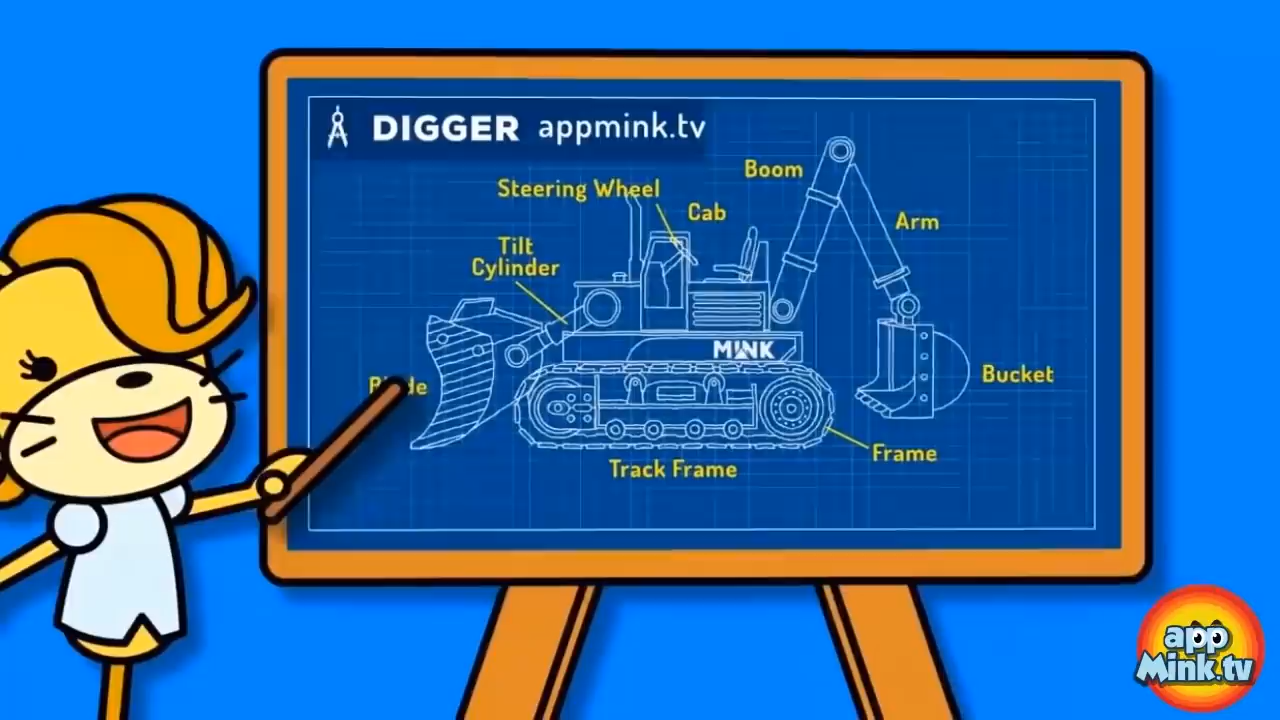 DIGGER appmink.tv
Boom
Steering Wheel
Cab
Arm
Tilt
Cylinder
MINK
Bucket
Frame
Track Frame
app
Mink.tv